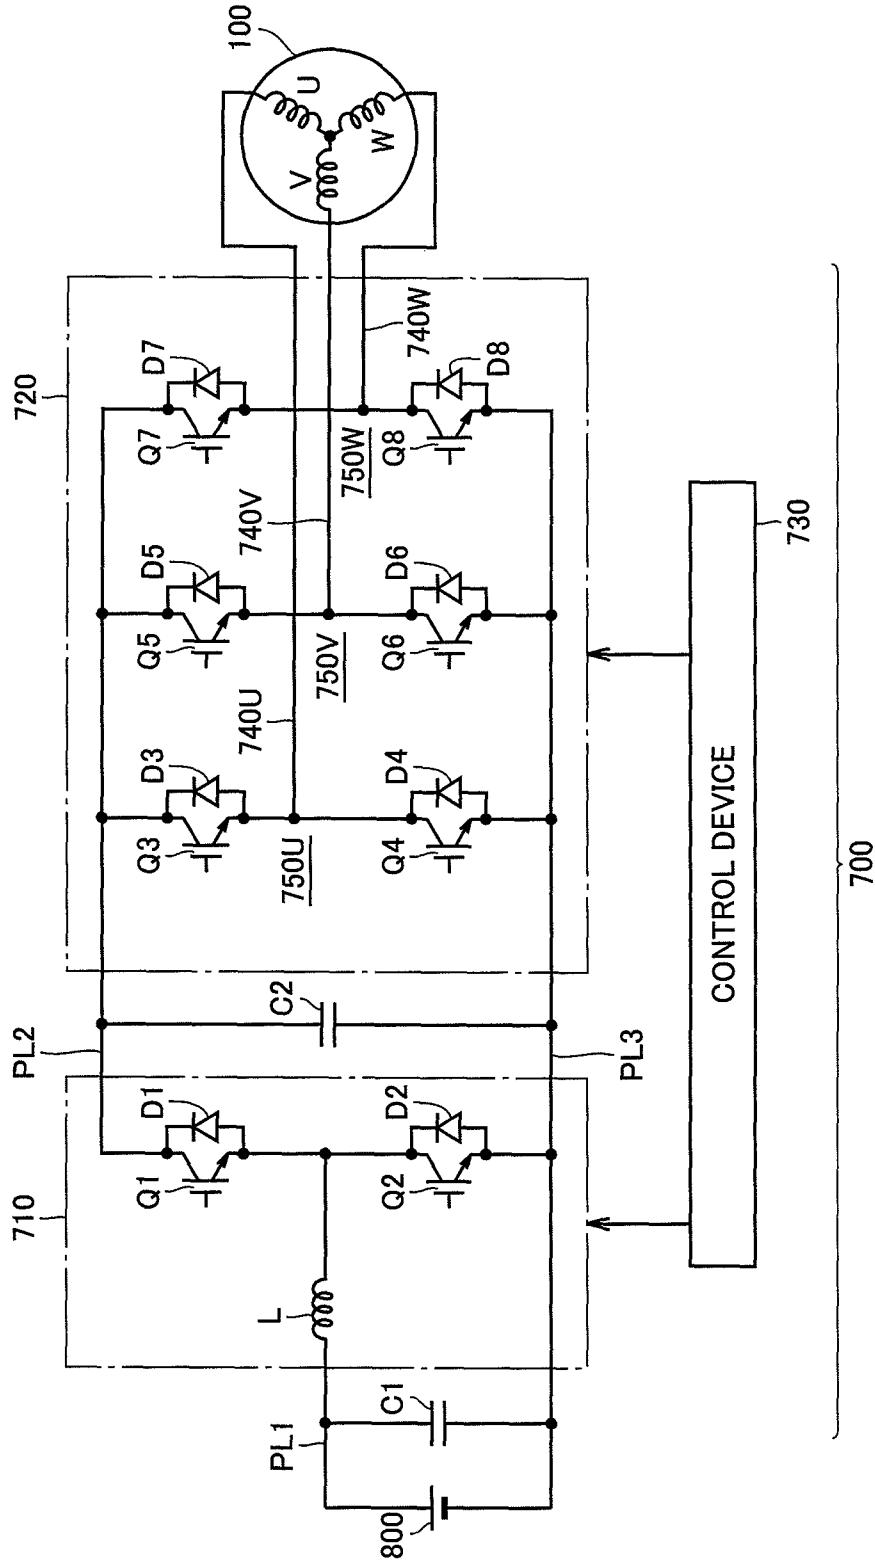 100
U
V
W
720
D7
Q7
740W
D8
Q8
750W
740V
D5
Q5
750V
D6
Q6
740U
D3
Q3
750U
D4
Q4
730
CONTROL DEVICE
700
C2
PL2
PL3
710
D1
Q1
D2
Q2
L
C1
PL1
800